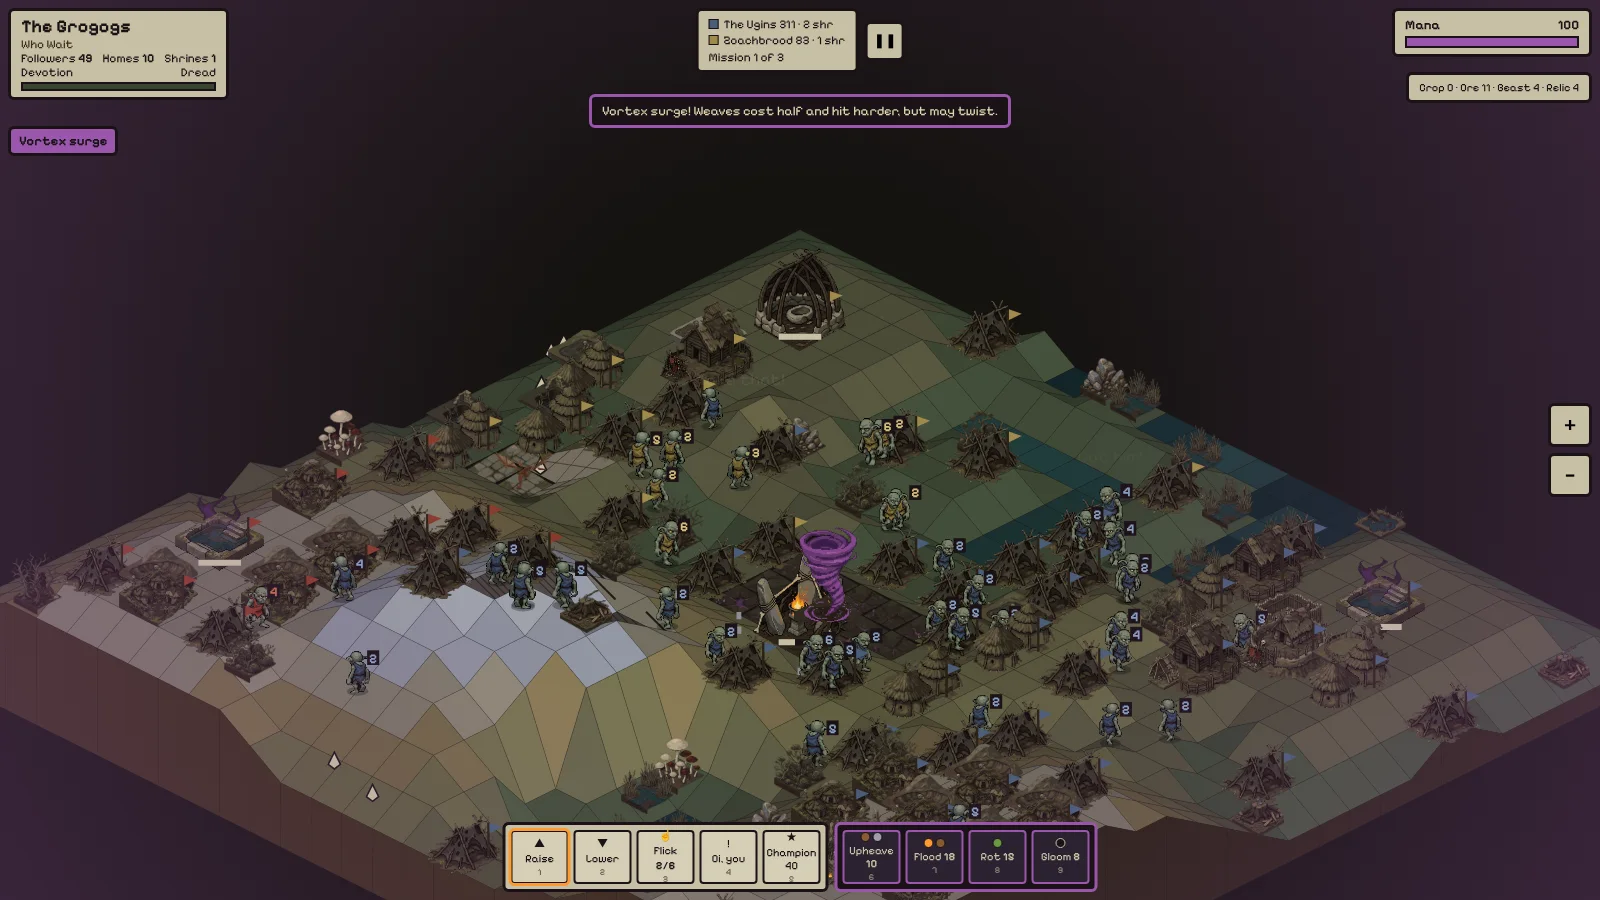 The Grogogs
Who Wait
Followers 49 Homes 10 Shrines 1
Devotion Dread
Vortex surge
The Ugins 311 · 2 shr
Zoachbrood 83 · 1 shr
Mission 1 of 3
Vortex surge! Weaves cost half and hit harder, but may twist.
Mana 100
Crop 0 · Ore 11 · Beast 4 · Relic 4
+
-
Raise
1
Lower
2
Flick
2/6
3
Oi, you
4
Champion
40
5
Upheave
10
6
Flood 18
7
Rot 18
8
Gloom 8
9